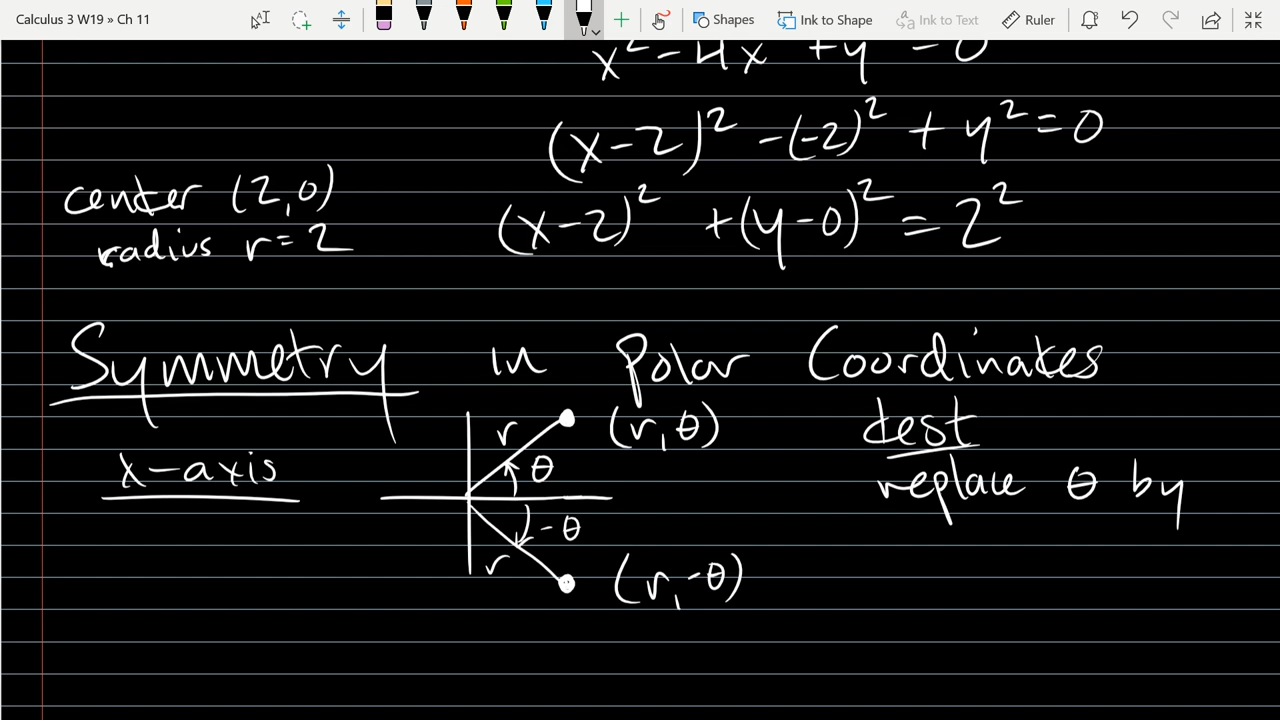 Calculus 3 W19 » Ch 11
Shapes Ink to Shape Ink to Text Ruler
x² - 4x + y² = 0
(x-2)² - (-2)² + y² = 0
center (2,0)
(x-2)² + (y-0)² = 2²
radius r = 2
Symmetry in Polar Coordinates
x-axis
r
θ
(r,θ)
-θ
r
(r,-θ)
test
replace θ by